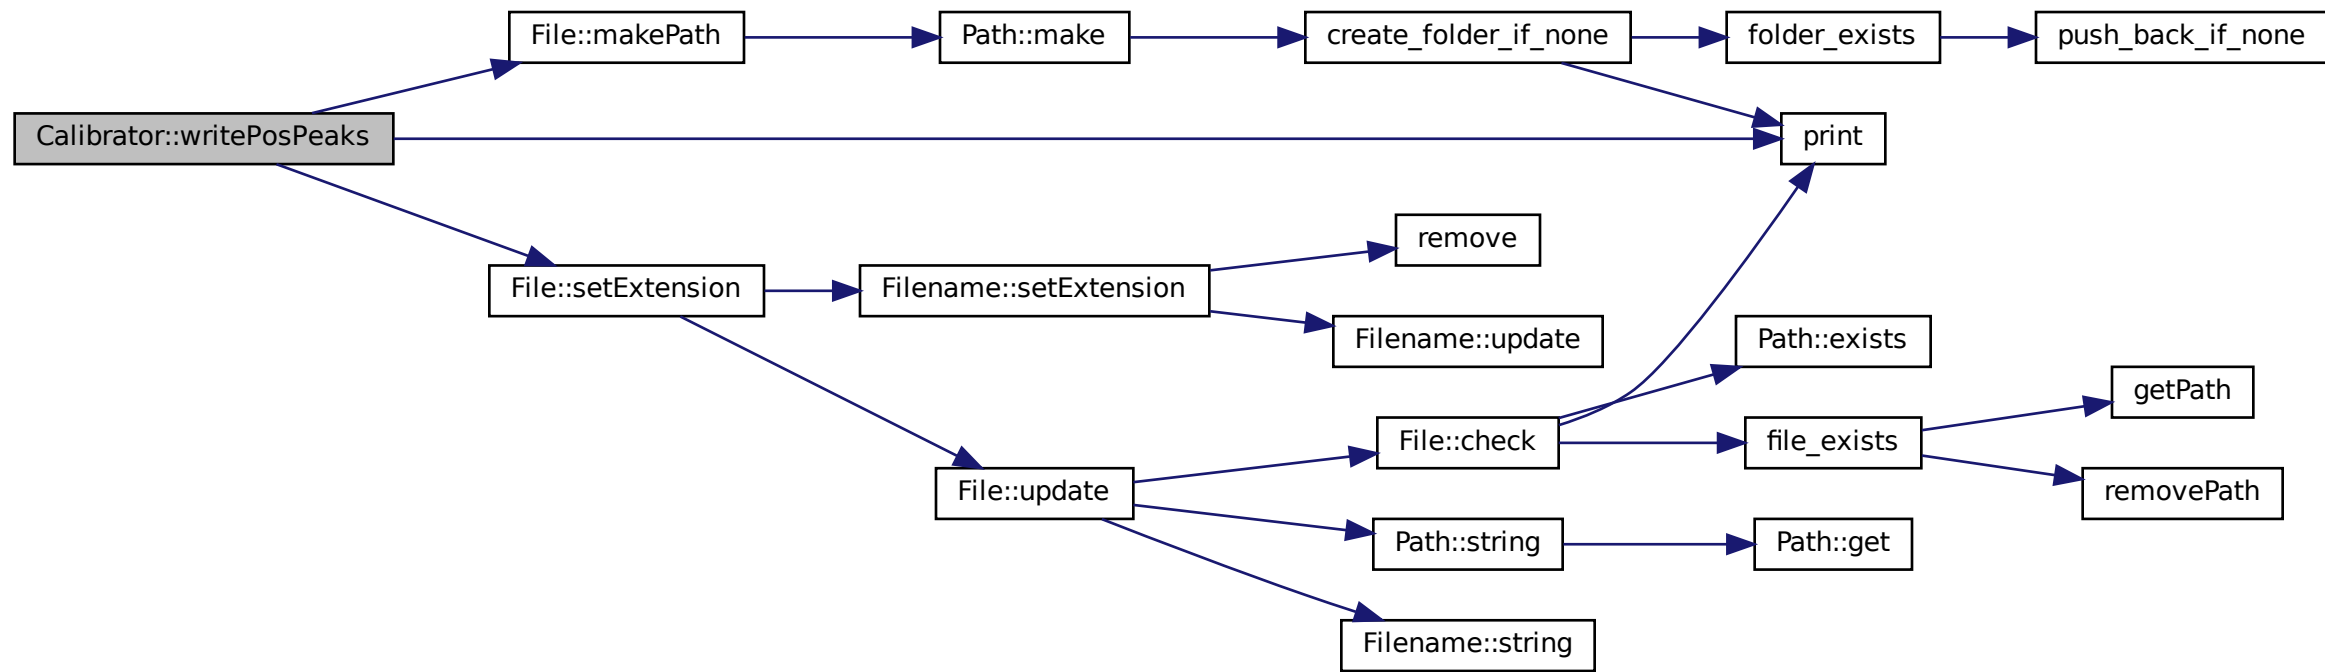 File::makePath
Path::make
create_folder_if_none
folder_exists
push_back_if_none
Calibrator::writePosPeaks
print
remove
File::setExtension
Filename::setExtension
Filename::update
Path::exists
getPath
File::check
file_exists
File::update
removePath
Path::string
Path::get
Filename::string